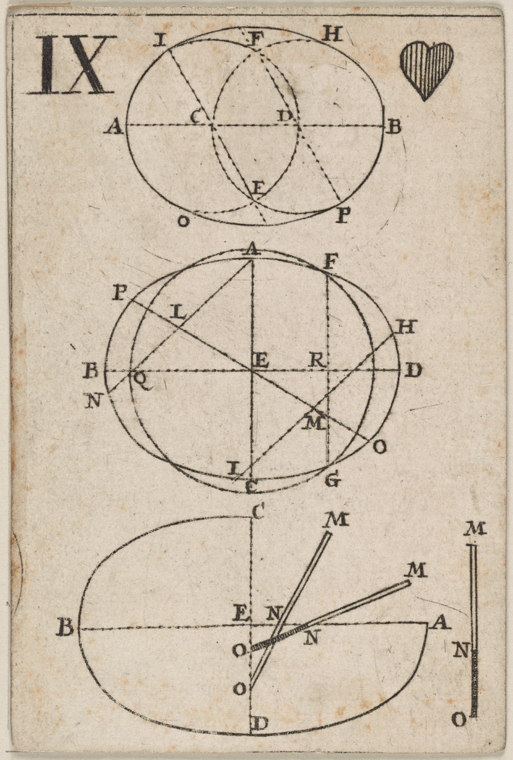 IX
I F H
A C D B
E
O P
A F
P L H
B Q E R D
N M O
I C G
C M M
M
B E N A
O N N
O O
D